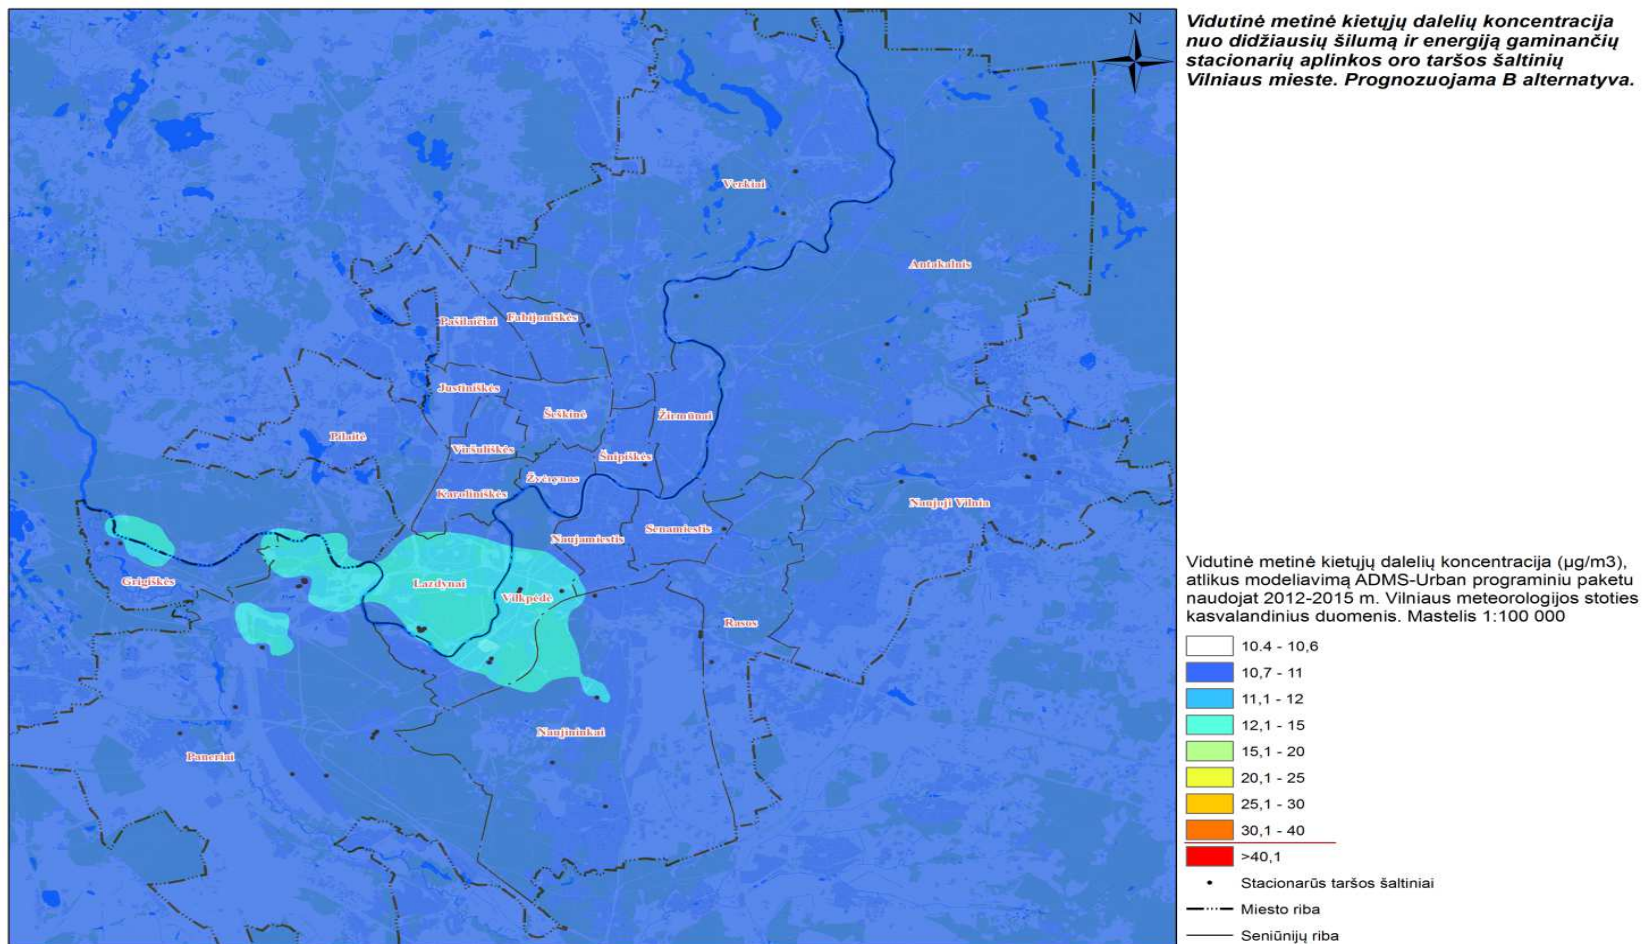 Vidutinė metinė kietųjų dalelių koncentracija
nuo didžiausių šilumą ir energiją gaminančių
stacionarių aplinkos oro taršos šaltinių
Vilniaus mieste. Prognozuojama B alternatyva.
N
Verkiai
Antakalnis
Pašilaičiai
Fabijoniškės
Justiniškės
Šeškinė
Žirmūnai
Pilaitė
Viršuliškės
Šnipiškės
Žvėrynas
Karoliniškės
Naujoji Vilnia
Senamiestis
Naujamiestis
Grigiškės
Lazdynai
Vilkpėdė
Rasos
Naujininkai
Paneriai
Vidutinė metinė kietųjų dalelių koncentracija (µg/m3),
atlikus modeliavimą ADMS-Urban programiniu paketu
naudojat 2012-2015 m. Vilniaus meteorologijos stoties
kasvalandinius duomenis. Mastelis 1:100 000
10.4 - 10,6
10,7 - 11
11,1 - 12
12,1 - 15
15,1 - 20
20,1 - 25
25,1 - 30
30,1 - 40
>40,1
Stacionarūs taršos šaltiniai
Miesto riba
Seniūnijų riba